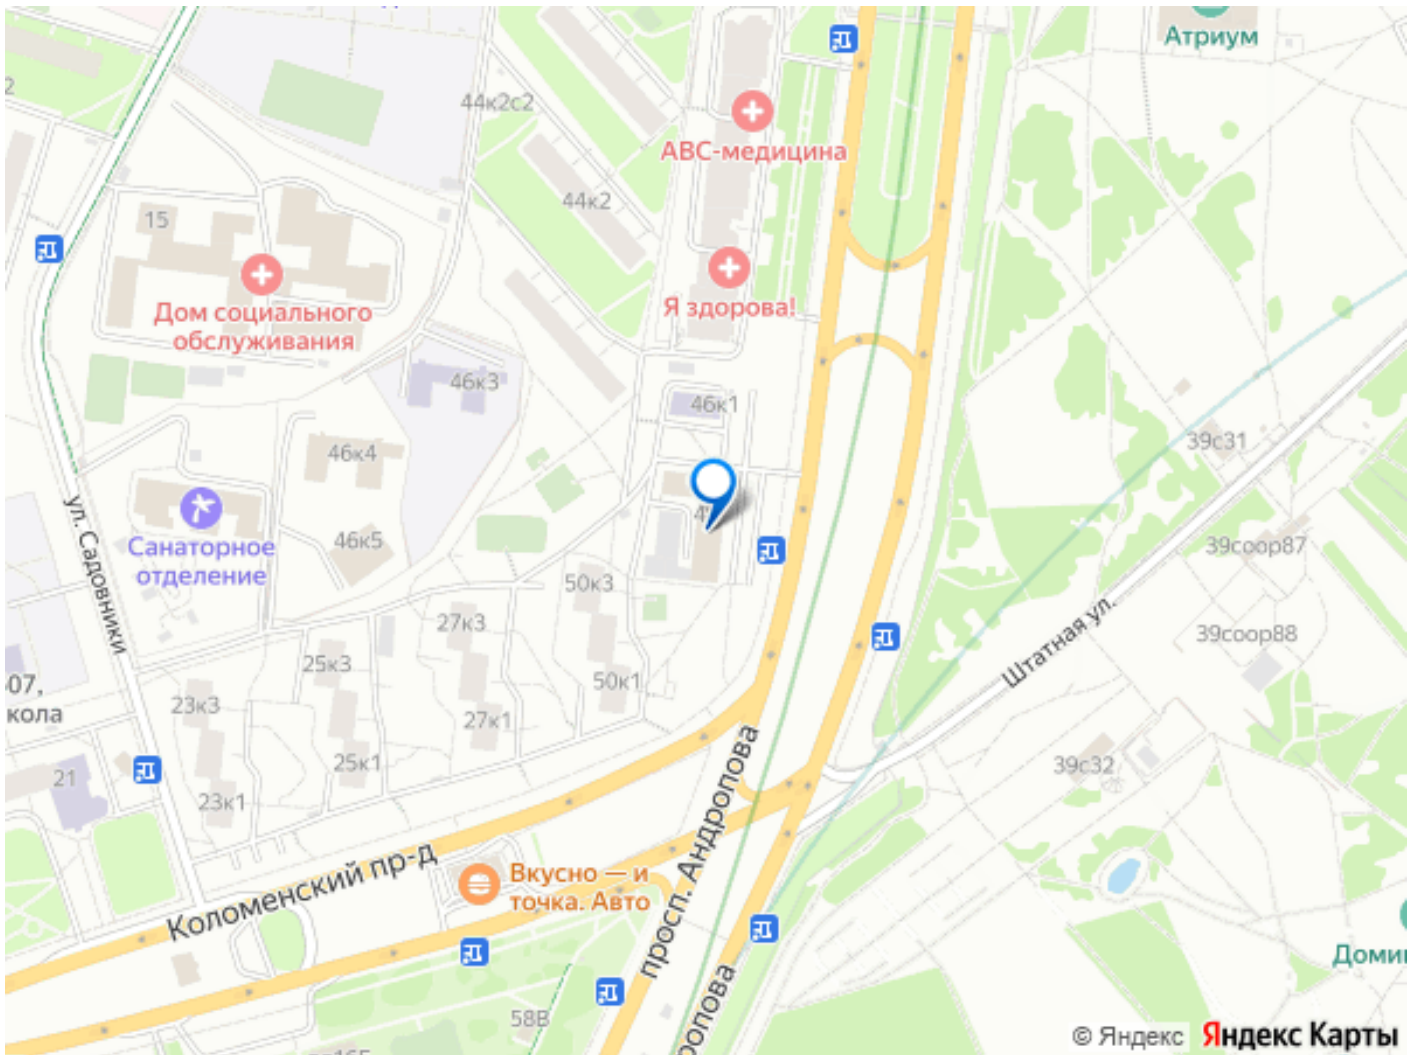 Атриум
44к2с2
АВС-медицина
44к2
15
Я здорова!
Дом социального
обслуживания
46к3
46к1
39с31
46к4
ул. Садовники
Санаторное
отделение
46к5
39соор87
50к3
Штатная ул.
27к3
39соор88
25к3
07,
кола
23к3
50к1
27к1
просп. Андропова
39с32
25к1
21
23к1
Коломенский пр-д
Вкусно — и
точка. Авто
Доми
58В
ропова
© Яндекс Яндекс Карты